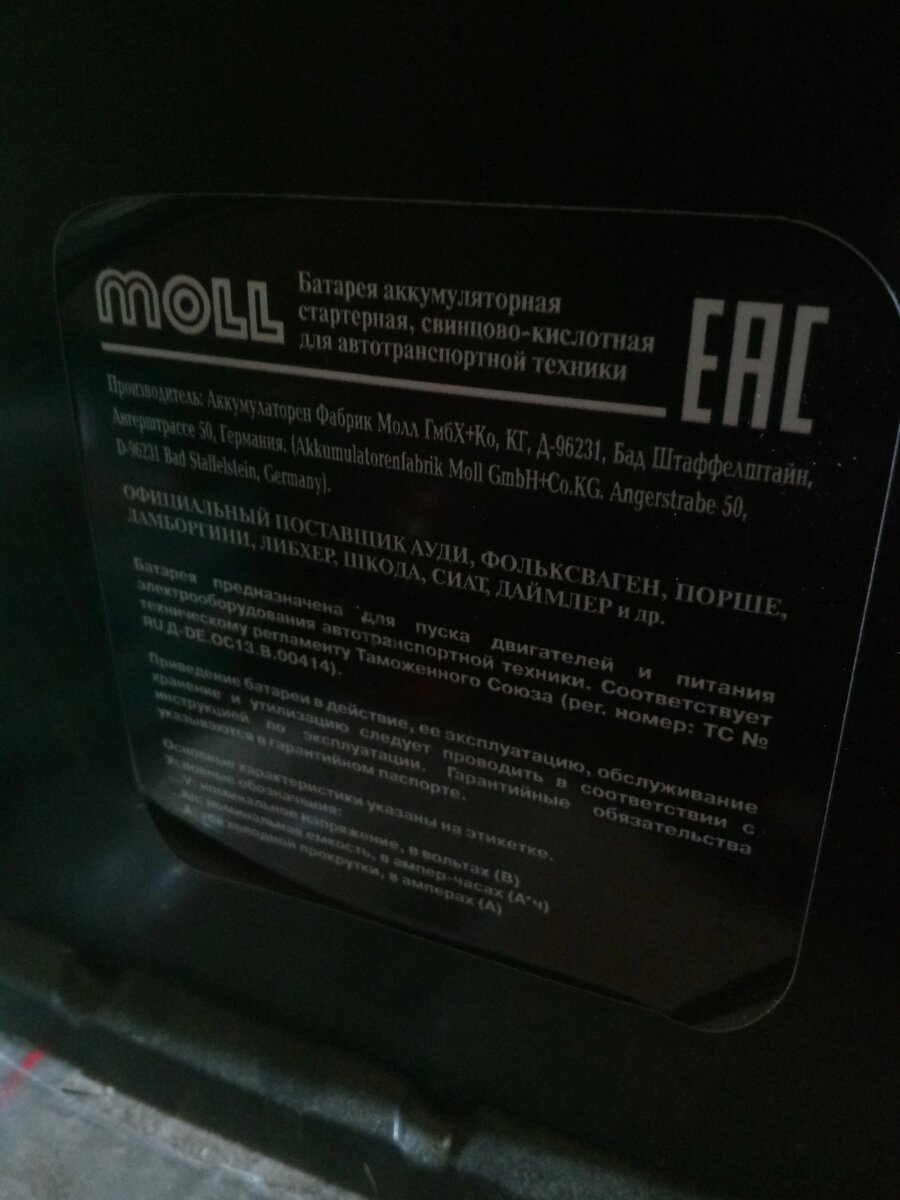 MOLL
Батарея аккумуляторная
стартерная, свинцово-кислотная
для автотранспортной техники
EAC
Производитель: Аккумулаторен Фабрик Молл ГмбХ+Ко, КГ, Д-96231, Бад Штаффелштайн,
Ангерштрассе 50, Германия. (Akkumulatorenfabrik Moll GmbH+Co.KG. Angerstrabe 50,
D-96231 Bad Staffelstein, Germany).
ОФИЦИАЛЬНЫЙ ПОСТАВЩИК АУДИ, ФОЛЬКСВАГЕН, ПОРШЕ,
ЛАМБОРГИНИ, ЛИБХЕР, ШКОДА, СИАТ, ДАЙМЛЕР и др.
Батарея предназначена для пуска двигателей и питания
электрооборудования автотранспортной техники. Соответствует
техническому регламенту Таможенного Союза (рег. номер: ТС №
RU Д-DE.ОС13.В.00414).
Приведение батареи в действие, ее эксплуатацию, обслуживание
хранение и утилизацию следует проводить в соответствии с
инструкцией по эксплуатации. Гарантийные обязательства
указываются в гарантийном паспорте.
Основные характеристики указаны на этикетке.
Условные обозначения:
V: номинальное напряжение, в вольтах (В)
Ah: номинальная емкость, в ампер-часах (А*ч)
А: ток холодной прокрутки, в амперах (А)